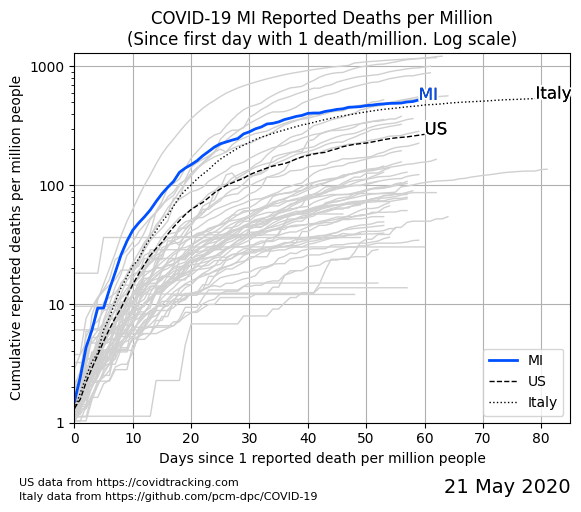 COVID-19 MI Reported Deaths per Million
(Since first day with 1 death/million. Log scale)
Cumulative reported deaths per million people
1000
100
10
1
MI
Italy
US
MI
US
Italy
0 10 20 30 40 50 60 70 80
Days since 1 reported death per million people
US data from https://covidtracking.com
Italy data from https://github.com/pcm-dpc/COVID-19
21 May 2020